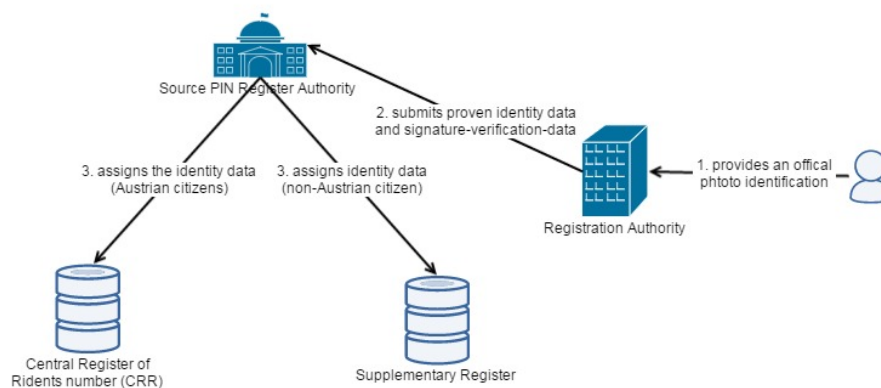 Source PIN Register Authority
2. submits proven identity data
and signature-verification-data
1. provides an offical
phtoto identification
3. assigns the identity data
(Austrian citizens)
3. assigns identity data
(non-Austrian citizen)
Registration Authority
Central Register of
Ridents number (CRR)
Supplementary Register